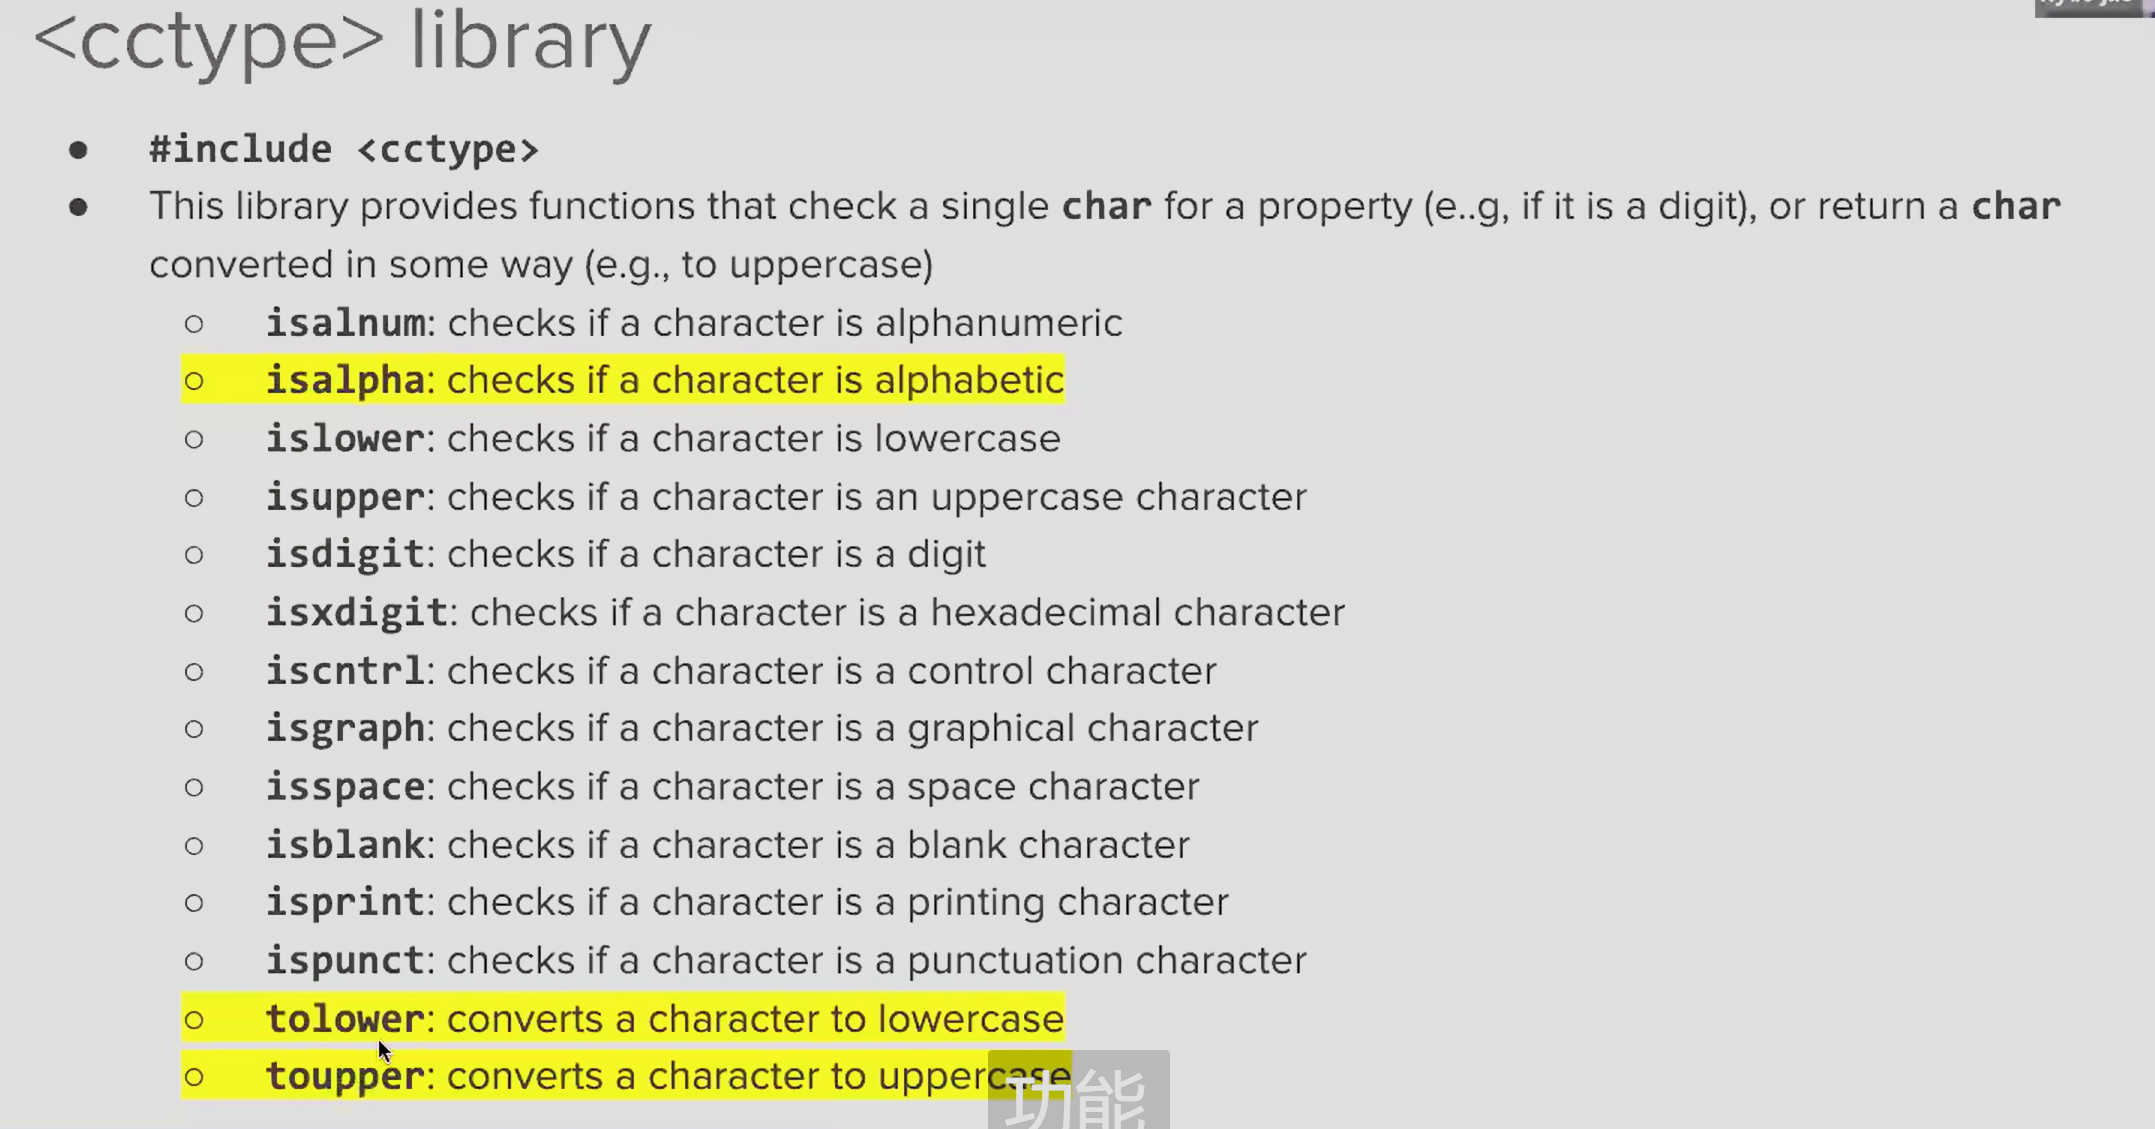 <cctype> library
● #include <cctype>
● This library provides functions that check a single char for a property (e..g, if it is a digit), or return a char
converted in some way (e.g., to uppercase)
○ isalnum: checks if a character is alphanumeric
○ isalpha: checks if a character is alphabetic
○ islower: checks if a character is lowercase
○ isupper: checks if a character is an uppercase character
○ isdigit: checks if a character is a digit
○ isxdigit: checks if a character is a hexadecimal character
○ iscntrl: checks if a character is a control character
○ isgraph: checks if a character is a graphical character
○ isspace: checks if a character is a space character
○ isblank: checks if a character is a blank character
○ isprint: checks if a character is a printing character
○ ispunct: checks if a character is a punctuation character
○ tolower: converts a character to lowercase
○ toupper: converts a character to uppercase
功能